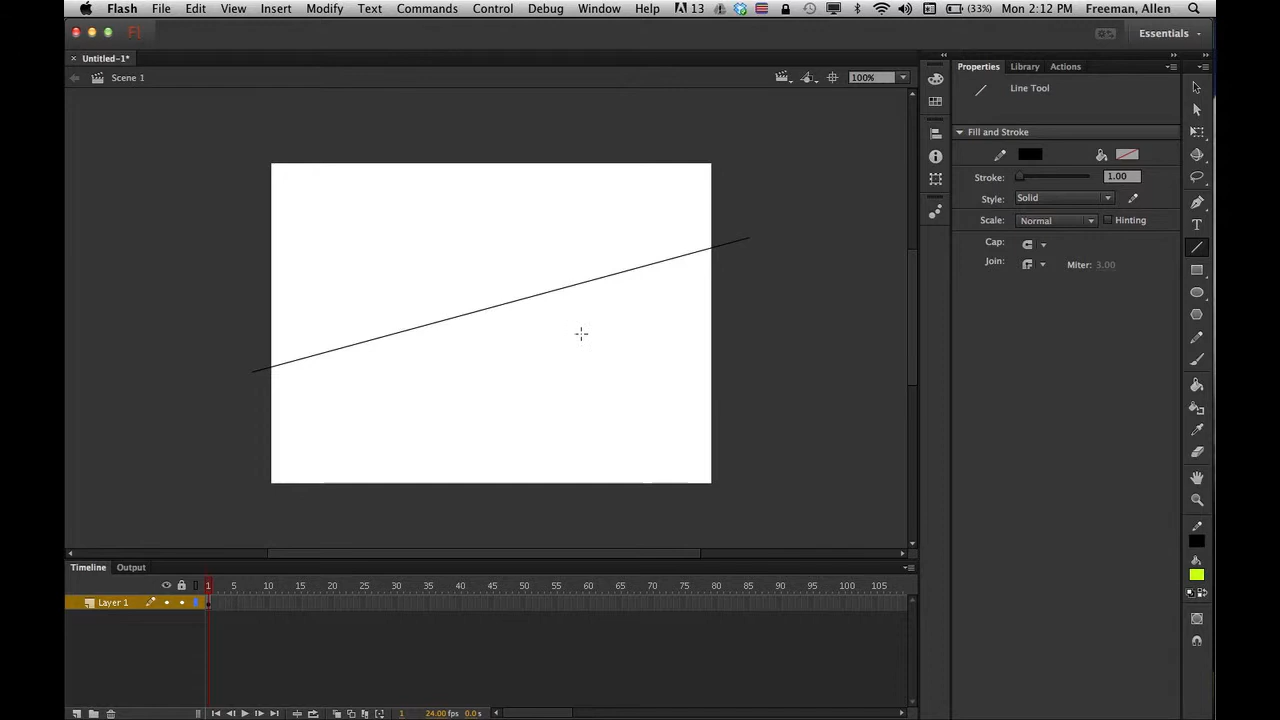 Flash File Edit View Insert Modify Text Commands Control Debug Window Help 13 (33%) Mon 2:12 PM Freeman, Allen
Fl Essentials
Untitled-1*
Scene 1 100%
Properties Library Actions
Line Tool
Fill and Stroke
Stroke: 1.00
Style: Solid
Scale: Normal Hinting
Cap:
Join: Miter: 3.00
Timeline Output
1 5 10 15 20 25 30 35 40 45 50 55 60 65 70 75 80 85 90 95 100 105
Layer 1
1 24.00 fps 0.0 s